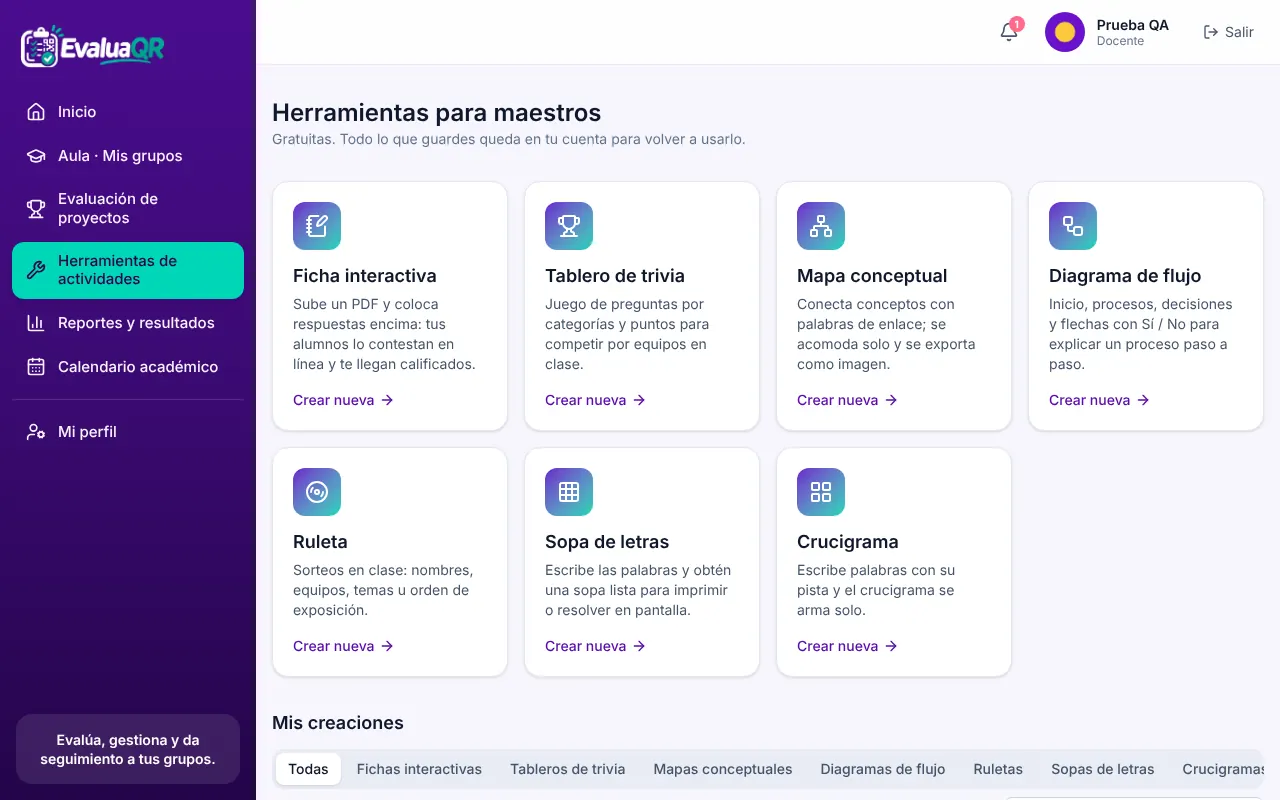 EvaluaQR
1
Prueba QA
Docente
Salir
Inicio
Aula · Mis grupos
Evaluación de
proyectos
Herramientas de
actividades
Reportes y resultados
Calendario académico
Mi perfil
Evalúa, gestiona y da
seguimiento a tus grupos.
Herramientas para maestros
Gratuitas. Todo lo que guardes queda en tu cuenta para volver a usarlo.
Ficha interactiva
Sube un PDF y coloca
respuestas encima: tus
alumnos lo contestan en
línea y te llegan calificados.
Crear nueva →
Tablero de trivia
Juego de preguntas por
categorías y puntos para
competir por equipos en
clase.
Crear nueva →
Mapa conceptual
Conecta conceptos con
palabras de enlace; se
acomoda solo y se exporta
como imagen.
Crear nueva →
Diagrama de flujo
Inicio, procesos, decisiones
y flechas con Sí / No para
explicar un proceso paso a
paso.
Crear nueva →
Ruleta
Sorteos en clase: nombres,
equipos, temas u orden de
exposición.
Crear nueva →
Sopa de letras
Escribe las palabras y obtén
una sopa lista para imprimir
o resolver en pantalla.
Crear nueva →
Crucigrama
Escribe palabras con su
pista y el crucigrama se
arma solo.
Crear nueva →
Mis creaciones
Todas Fichas interactivas Tableros de trivia Mapas conceptuales Diagramas de flujo Ruletas Sopas de letras Crucigramas